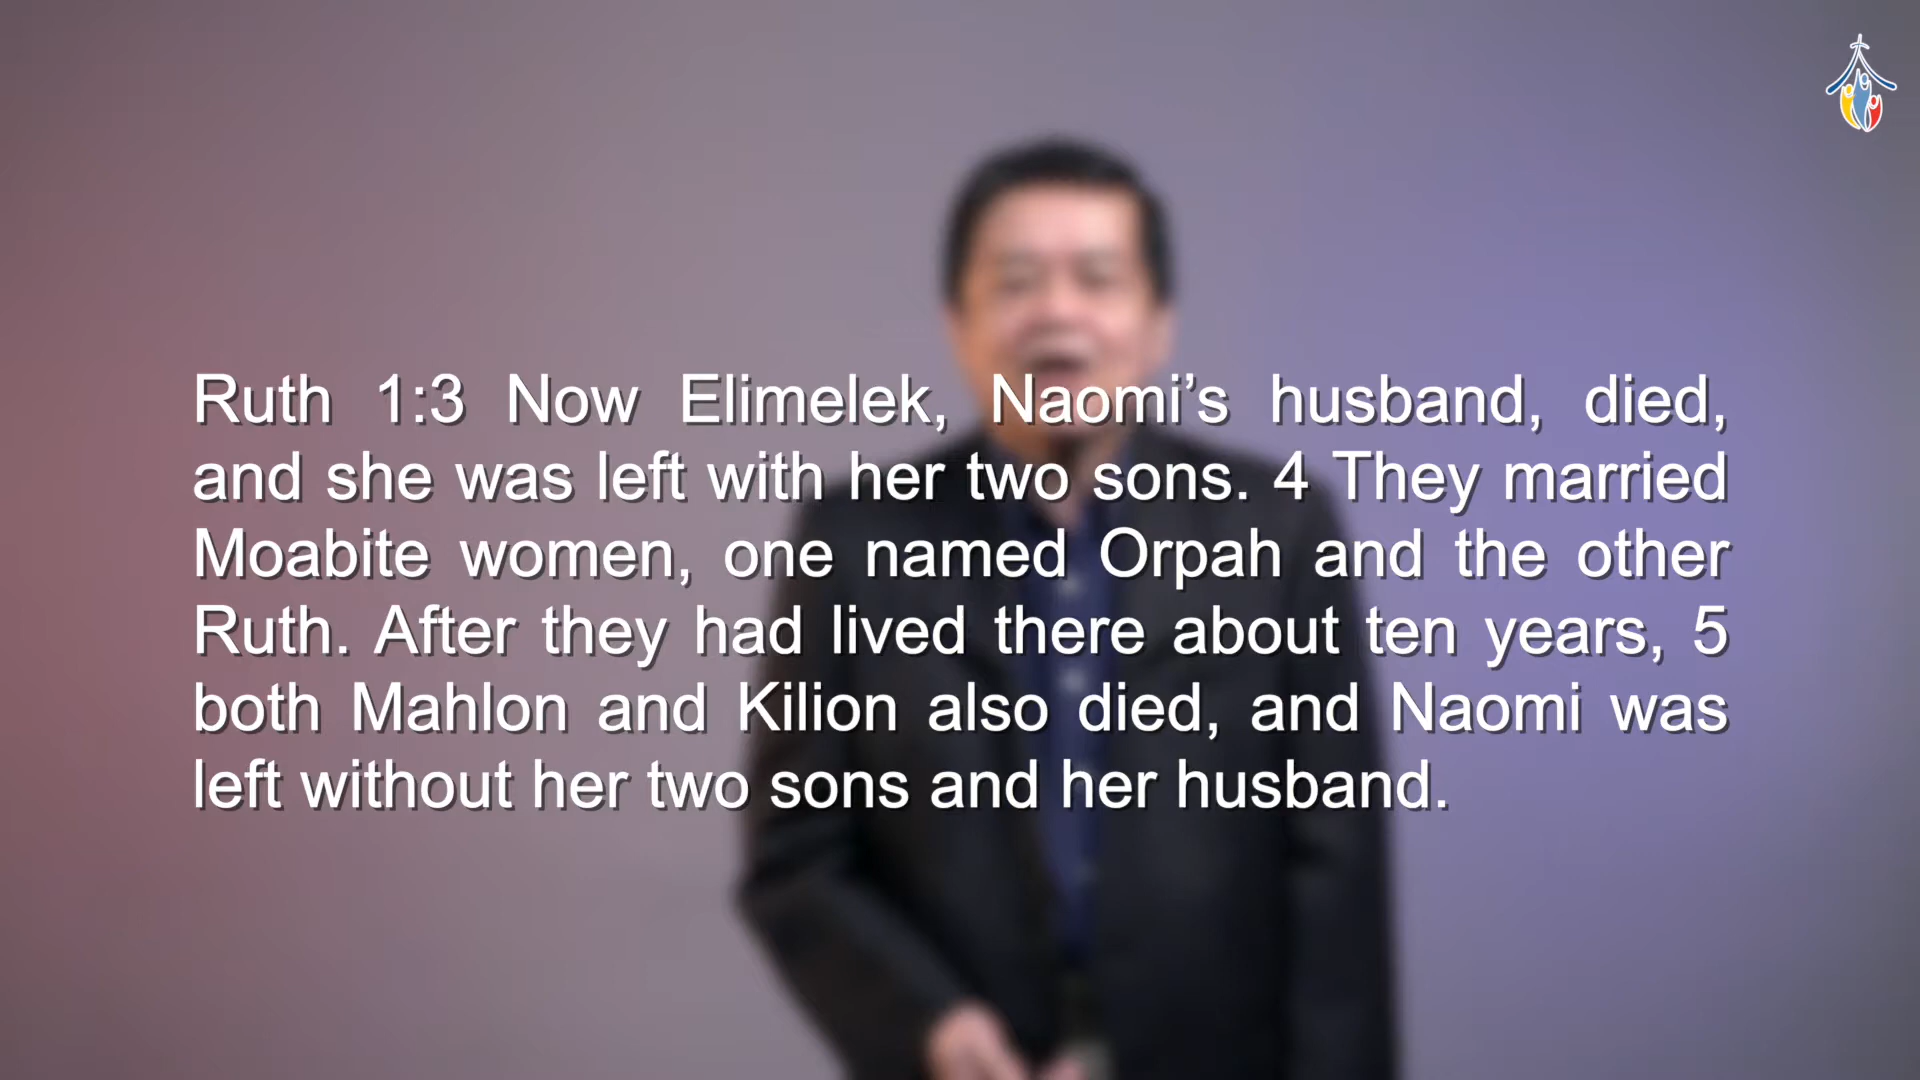 Ruth 1:3 Now Elimelek, Naomi’s husband, died,
and she was left with her two sons. 4 They married
Moabite women, one named Orpah and the other
Ruth. After they had lived there about ten years, 5
both Mahlon and Kilion also died, and Naomi was
left without her two sons and her husband.